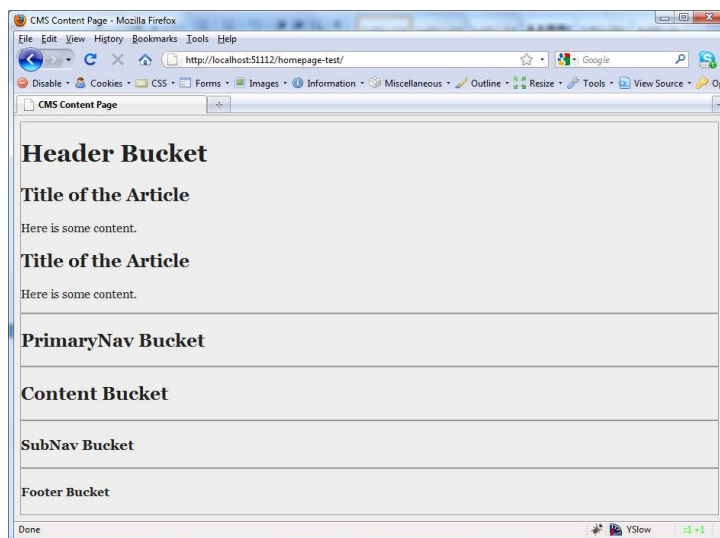 CMS Content Page - Mozilla Firefox
File Edit View History Bookmarks Tools Help
http://localhost:51112/homepage-test/
Google
Disable Cookies CSS Forms Images Information Miscellaneous Outline Resize Tools View Source
CMS Content Page
Header Bucket
Title of the Article
Here is some content.
Title of the Article
Here is some content.
PrimaryNav Bucket
Content Bucket
SubNav Bucket
Footer Bucket
Done
YSlow